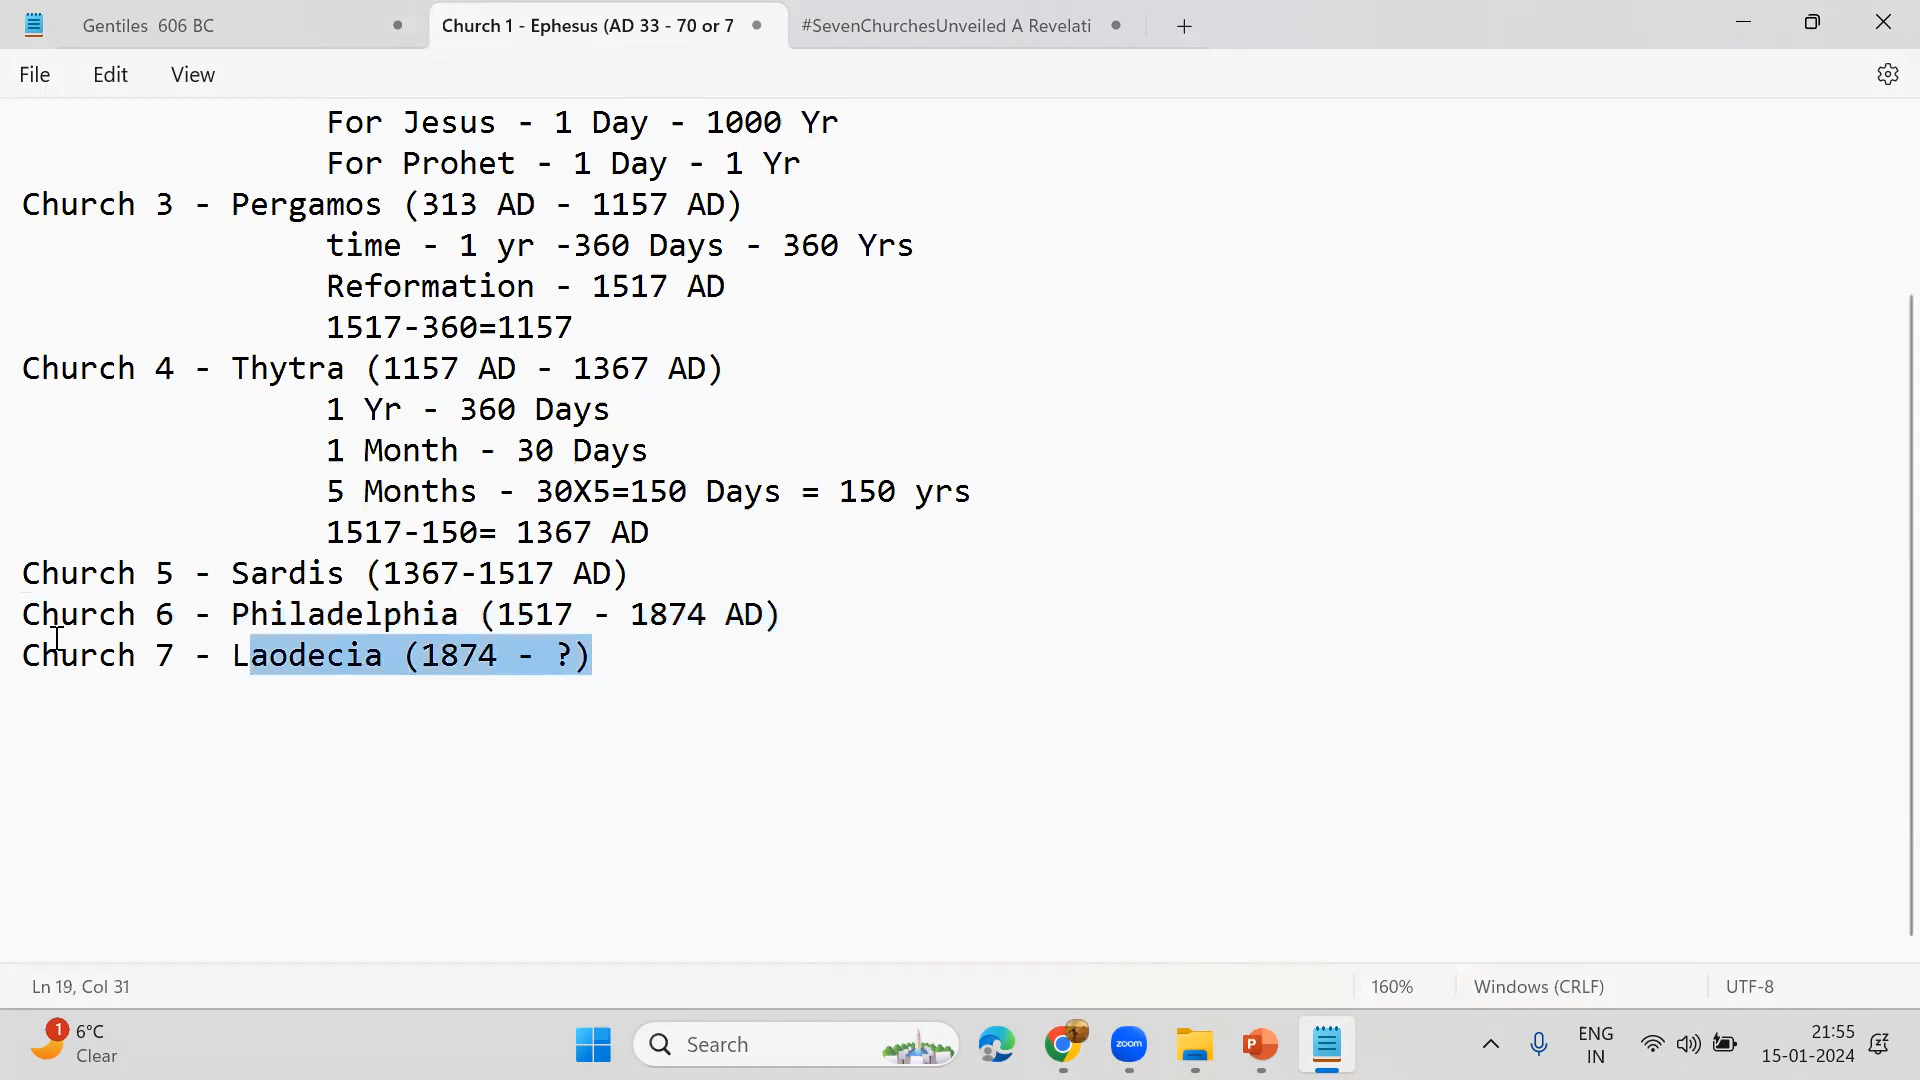 Gentiles 606 BC
Church 1 - Ephesus (AD 33 - 70 or 7
#SevenChurchesUnveiled A Revelati
File Edit View
For Jesus - 1 Day - 1000 Yr
For Prohet - 1 Day - 1 Yr
Church 3 - Pergamos (313 AD - 1157 AD)
time - 1 yr -360 Days - 360 Yrs
Reformation - 1517 AD
1517-360=1157
Church 4 - Thytra (1157 AD - 1367 AD)
1 Yr - 360 Days
1 Month - 30 Days
5 Months - 30X5=150 Days = 150 yrs
1517-150= 1367 AD
Church 5 - Sardis (1367-1517 AD)
Church 6 - Philadelphia (1517 - 1874 AD)
Church 7 - Laodecia (1874 - ?)
Ln 19, Col 31
160%
Windows (CRLF)
UTF-8
1
6°C
Clear
Search
zoom
P
ENG
IN
21:55
15-01-2024